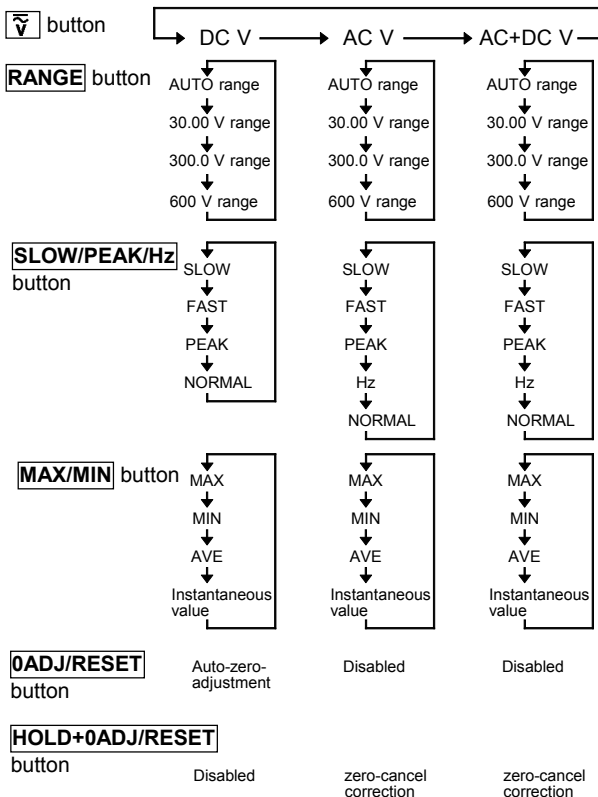 Ṽ button
DC V AC V AC+DC V
RANGE button AUTO range AUTO range AUTO range
30.00 V range 30.00 V range 30.00 V range
300.0 V range 300.0 V range 300.0 V range
600 V range 600 V range 600 V range
SLOW/PEAK/Hz
button
SLOW SLOW SLOW
FAST FAST FAST
PEAK PEAK PEAK
NORMAL Hz Hz
NORMAL NORMAL
MAX/MIN button MAX MAX MAX
MIN MIN MIN
AVE AVE AVE
Instantaneous Instantaneous Instantaneous
value value value
0ADJ/RESET Auto-zero- Disabled Disabled
button adjustment
HOLD+0ADJ/RESET
button
Disabled zero-cancel zero-cancel
correction correction